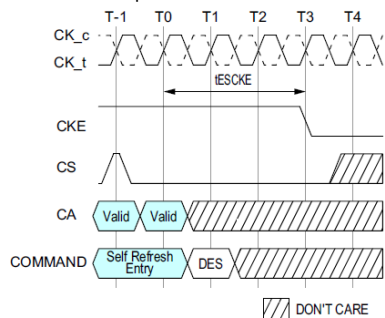 T-1 T0 T1 T2 T3 T4
CK_c
CK_t
tESCKE
CKE
CS
CA Valid Valid
COMMAND Self Refresh Entry DES
DON'T CARE